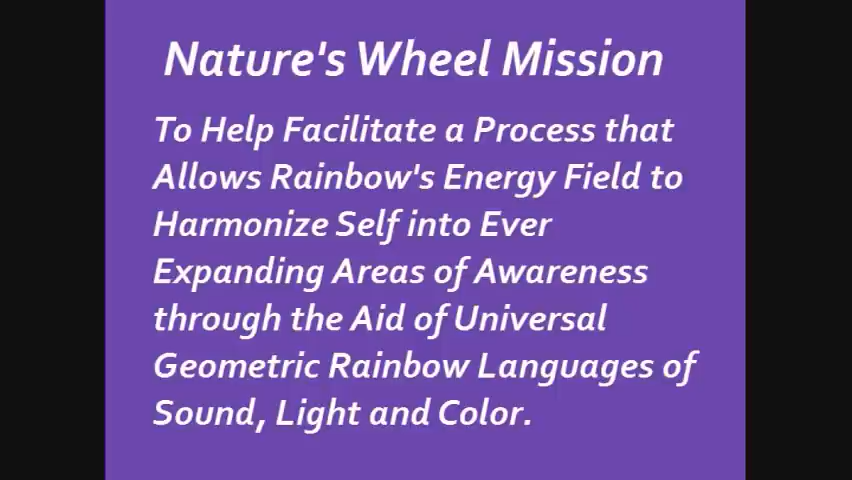 Nature's Wheel Mission
To Help Facilitate a Process that
Allows Rainbow's Energy Field to
Harmonize Self into Ever
Expanding Areas of Awareness
through the Aid of Universal
Geometric Rainbow Languages of
Sound, Light and Color.